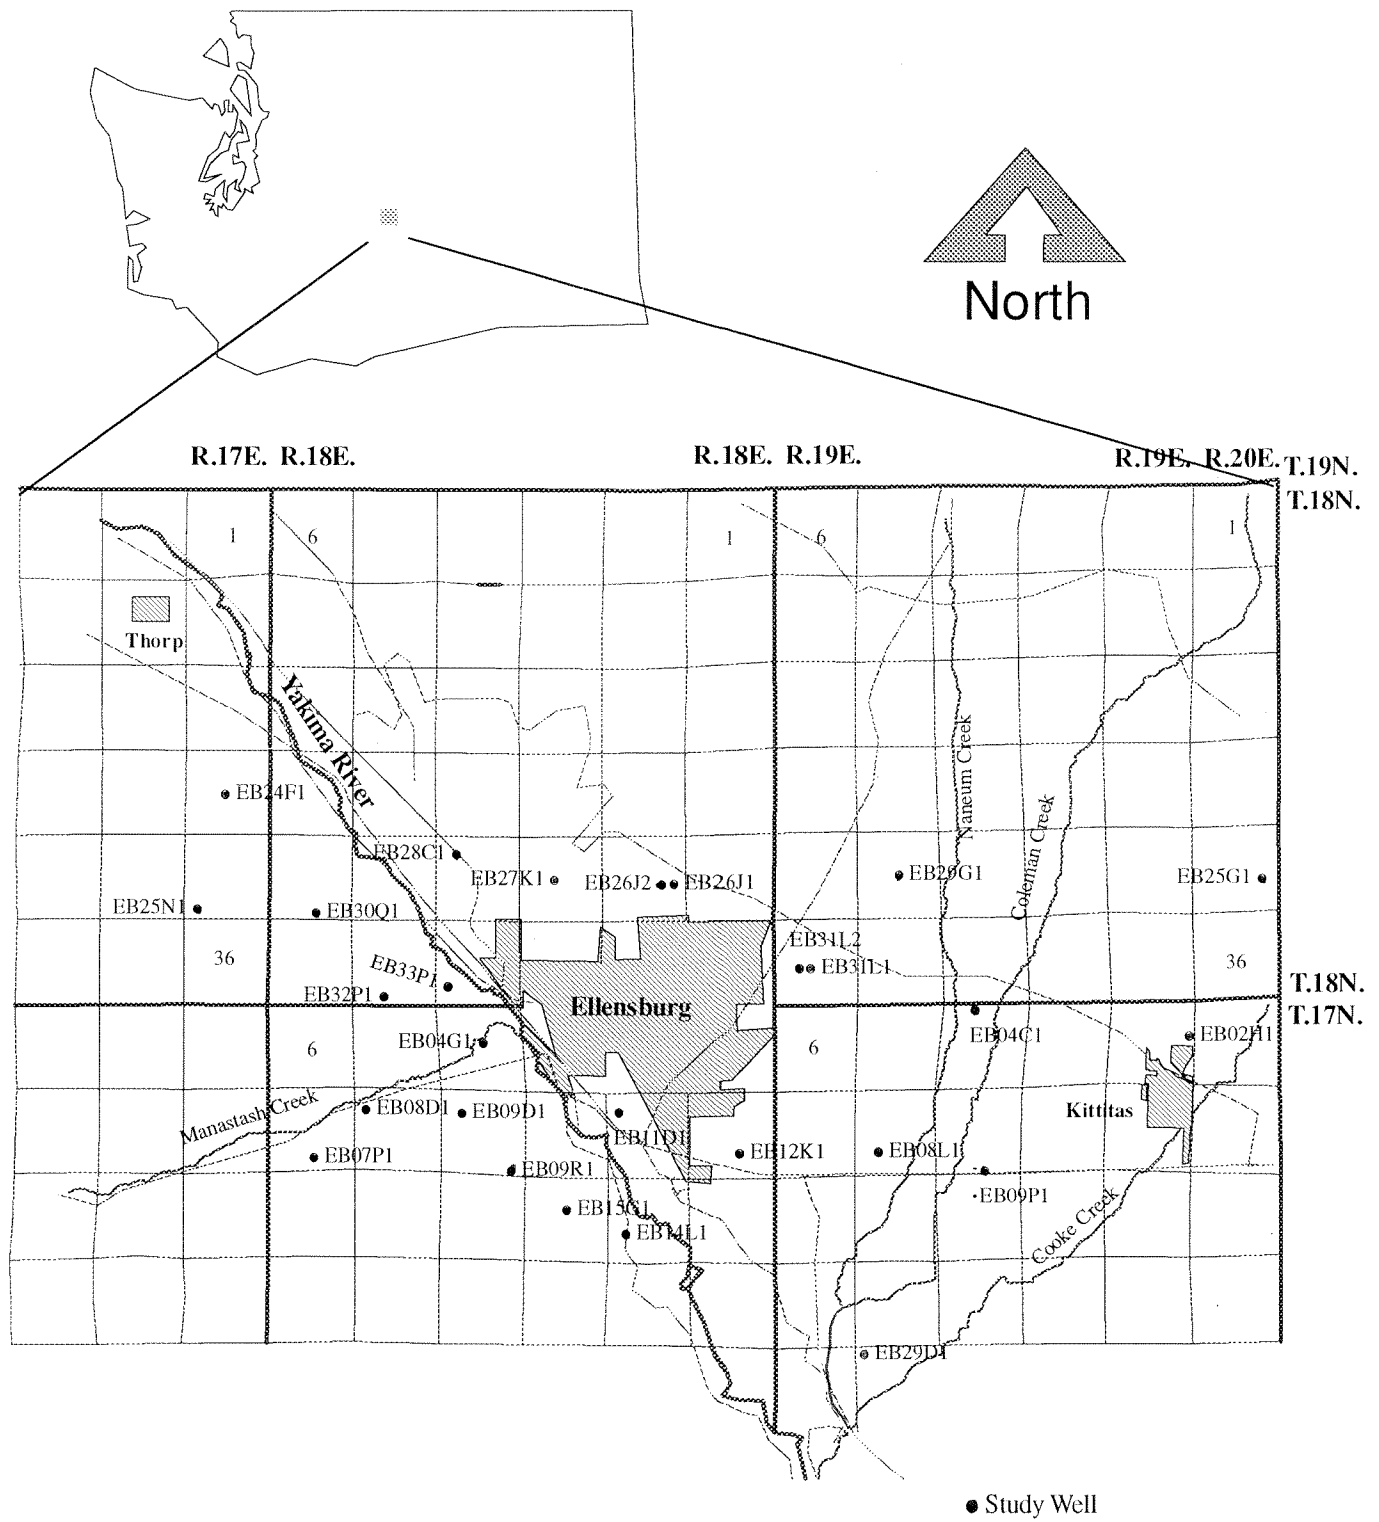 North
R.17E. R.18E.
R.18E. R.19E.
R.19E. R.20E.
T.19N.
T.18N.
1
6
1
6
1
Thorp
Yakima River
Naneum Creek
Coleman Creek
EB24F1
EB28C1
EB27K1
EB26J2
EB26J1
EB20G1
EB25G1
EB25N1
EB30Q1
EB31L2
EB31L1
36
36
EB33P1
EB32P1
T.18N.
T.17N.
Ellensburg
EB04G1
EB04C1
EB02H1
6
6
Manastash Creek
EB08D1
EB09D1
Kittitas
EB11D1
EB12K1
EB08L1
EB07P1
EB09R1
EB09P1
EB15G1
EB14L1
Cooke Creek
EB29D1
Study Well